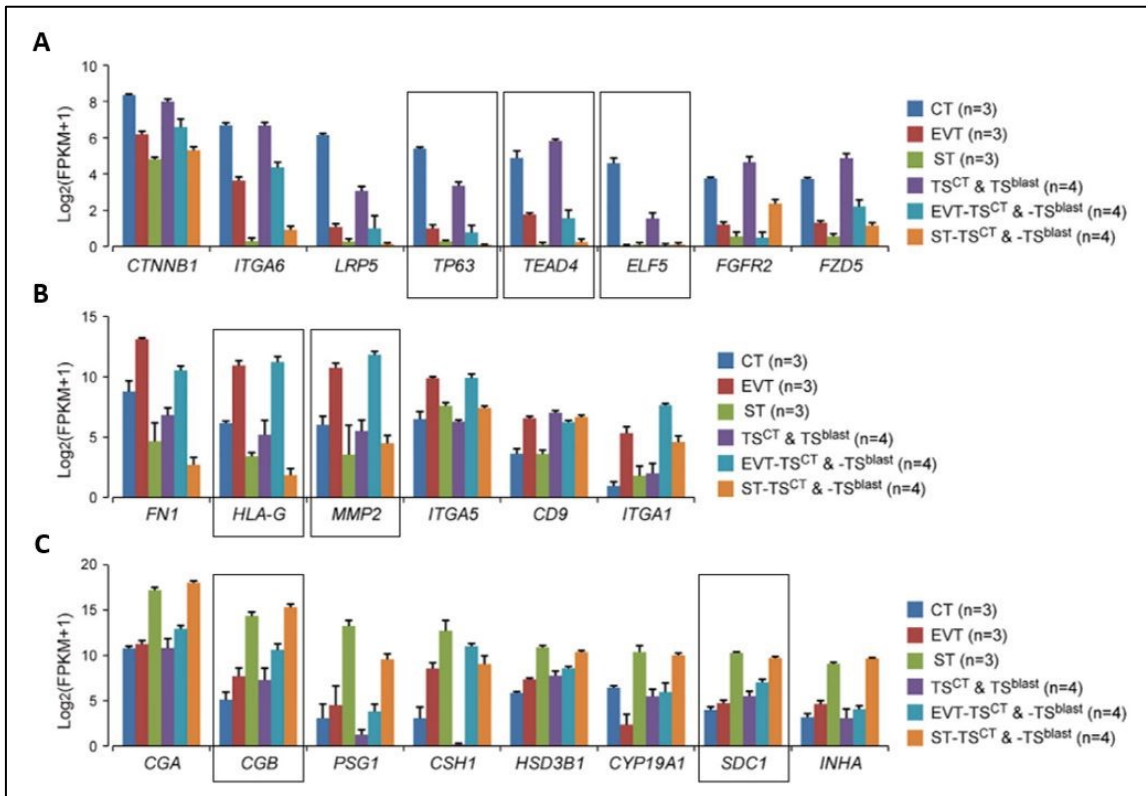 A
Log2(FPKM+1)
10
8
6
4
2
0
CTNNB1 ITGA6 LRP5 TP63 TEAD4 ELF5 FGFR2 FZD5
CT (n=3)
EVT (n=3)
ST (n=3)
TSCT & TSblast (n=4)
EVT-TSCT & -TSblast (n=4)
ST-TSCT & -TSblast (n=4)
B
Log2(FPKM+1)
15
10
5
0
FN1 HLA-G MMP2 ITGA5 CD9 ITGA1
CT (n=3)
EVT (n=3)
ST (n=3)
TSCT & TSblast (n=4)
EVT-TSCT & -TSblast (n=4)
ST-TSCT & -TSblast (n=4)
C
Log2(FPKM+1)
20
15
10
5
0
CGA CGB PSG1 CSH1 HSD3B1 CYP19A1 SDC1 INHA
CT (n=3)
EVT (n=3)
ST (n=3)
TSCT & TSblast (n=4)
EVT-TSCT & -TSblast (n=4)
ST-TSCT & -TSblast (n=4)